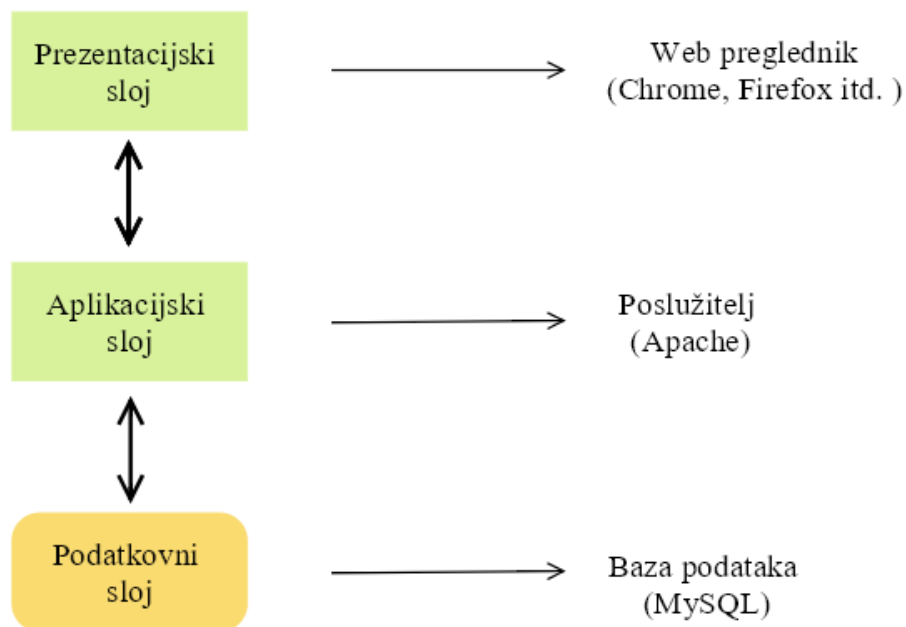 Prezentacijski
sloj
Web preglednik
(Chrome, Firefox itd. )
Aplikacijski
sloj
Poslužitelj
(Apache)
Podatkovni
sloj
Baza podataka
(MySQL)